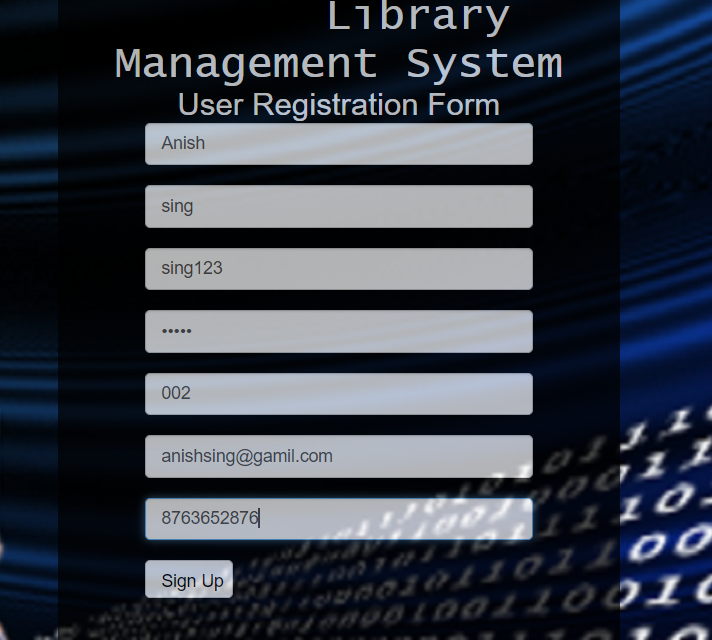 Library
Management System
User Registration Form
Anish
sing
sing123
•••••
002
anishsing@gamil.com
8763652876
Sign Up